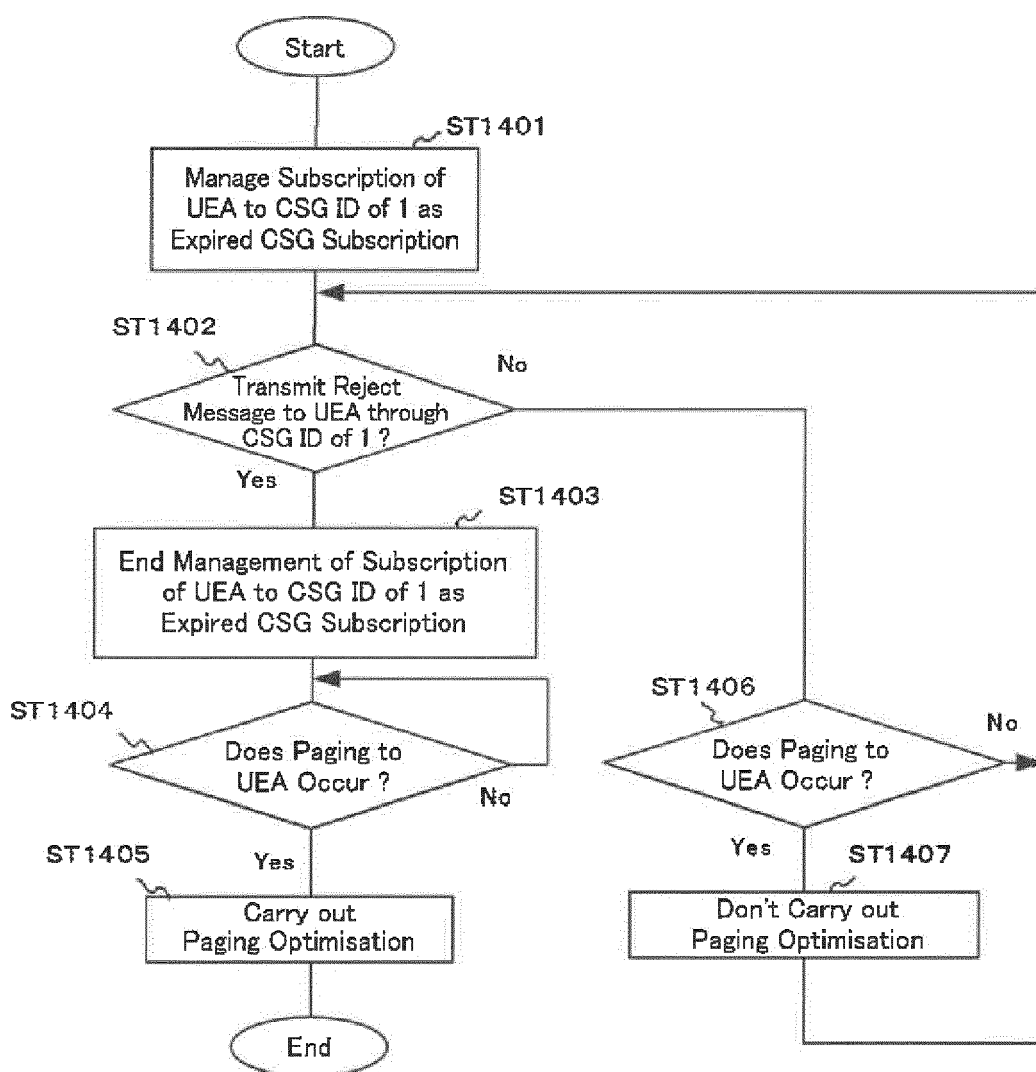 Start
ST1401
Manage Subscription of
UEA to CSG ID of 1 as
Expired CSG Subscription
ST1402
No
Transmit Reject
Message to UEA through
CSG ID of 1 ?
Yes
ST1403
End Management of Subscription
of UEA to CSG ID of 1 as
Expired CSG Subscription
ST1404
Does Paging to
UEA Occur ?
No
ST1406
Does Paging to
UEA Occur ?
No
ST1405
Yes
Carry out
Paging Optimisation
Yes
ST1407
Don't Carry out
Paging Optimisation
End